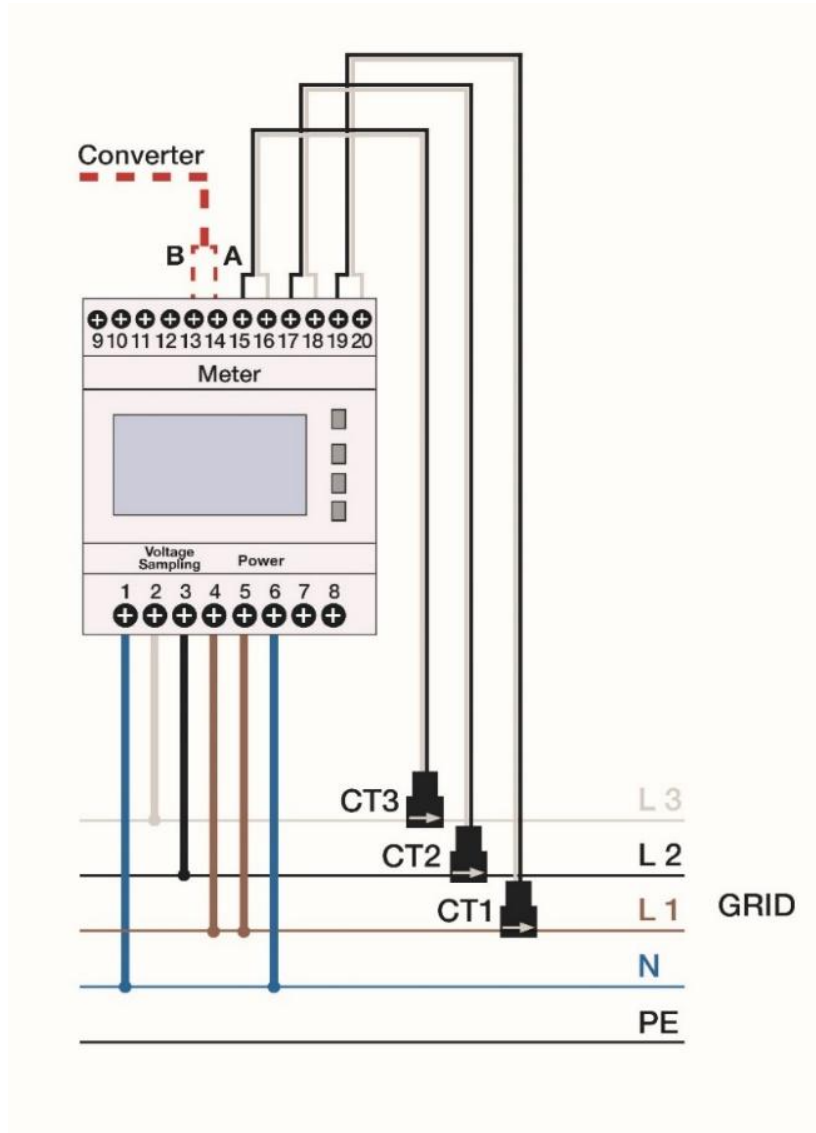 Converter
B A
9 10 11 12 13 14 15 16 17 18 19 20
Meter
Voltage
Sampling
Power
1 2 3 4 5 6 7 8
CT3
L 3
CT2
L 2
CT1
L 1
GRID
N
PE